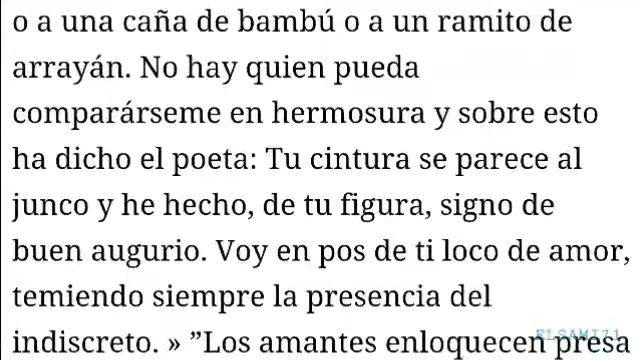 o a una caña de bambú o a un ramito de
arrayán. No hay quien pueda
comparárseme en hermosura y sobre esto
ha dicho el poeta: Tu cintura se parece al
junco y he hecho, de tu figura, signo de
buen augurio. Voy en pos de ti loco de amor,
temiendo siempre la presencia del
indiscreto. » ”Los amantes enloquecen presa
ELSAMI71